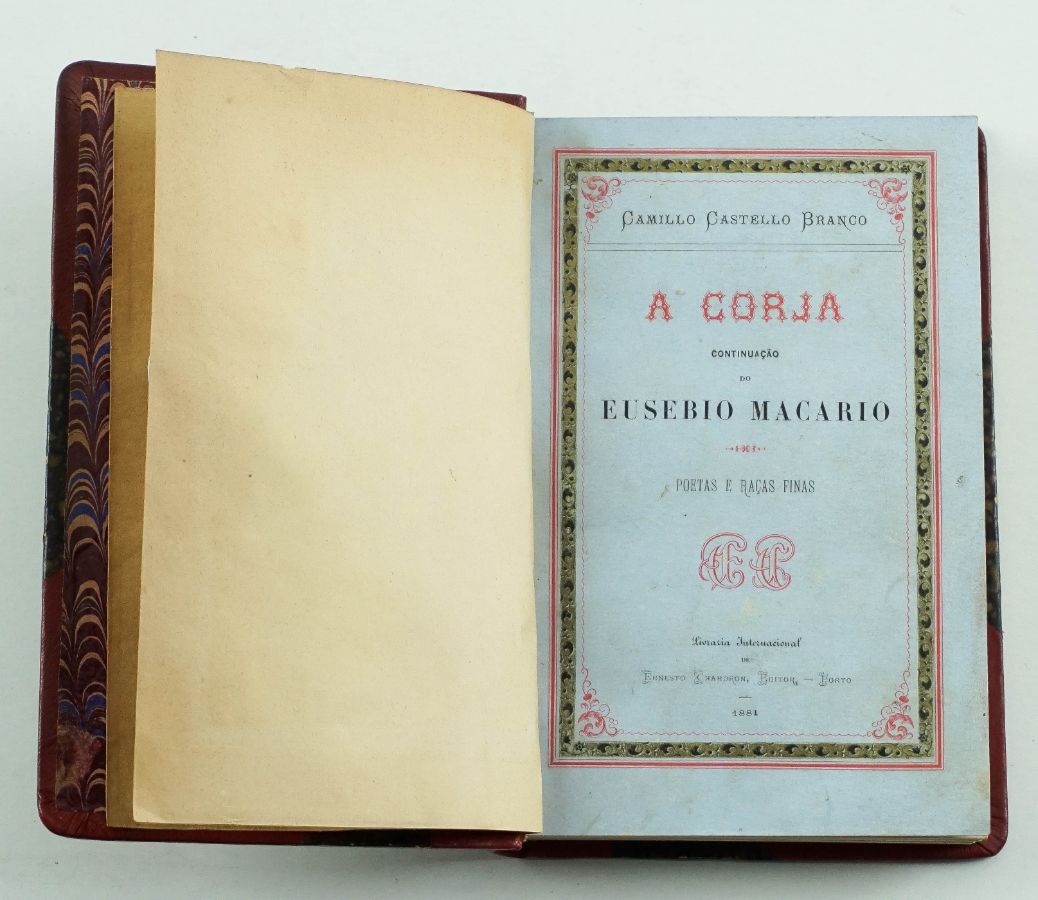 CAMILLO CASTELLO BRANCO
A CORJA
CONTINUAÇÃO
DO
EUSEBIO MACARIO
POETAS E RAÇAS FINAS
Livraria Internacional
DE
ERNESTO CHARDRON, EDITOR, — PORTO
1881